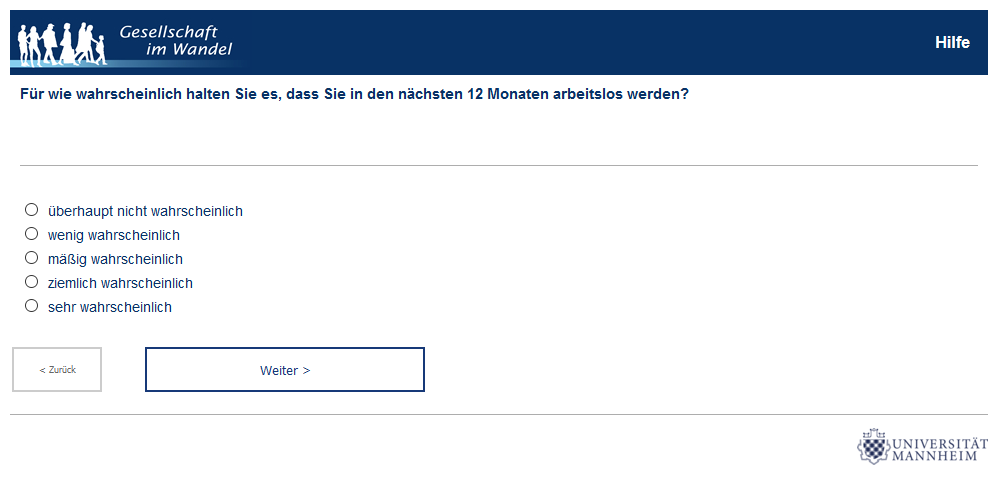 Gesellschaft
im Wandel
Hilfe
Für wie wahrscheinlich halten Sie es, dass Sie in den nächsten 12 Monaten arbeitslos werden?
überhaupt nicht wahrscheinlich
wenig wahrscheinlich
mäßig wahrscheinlich
ziemlich wahrscheinlich
sehr wahrscheinlich
< Zurück
Weiter >
UNIVERSITÄT
MANNHEIM